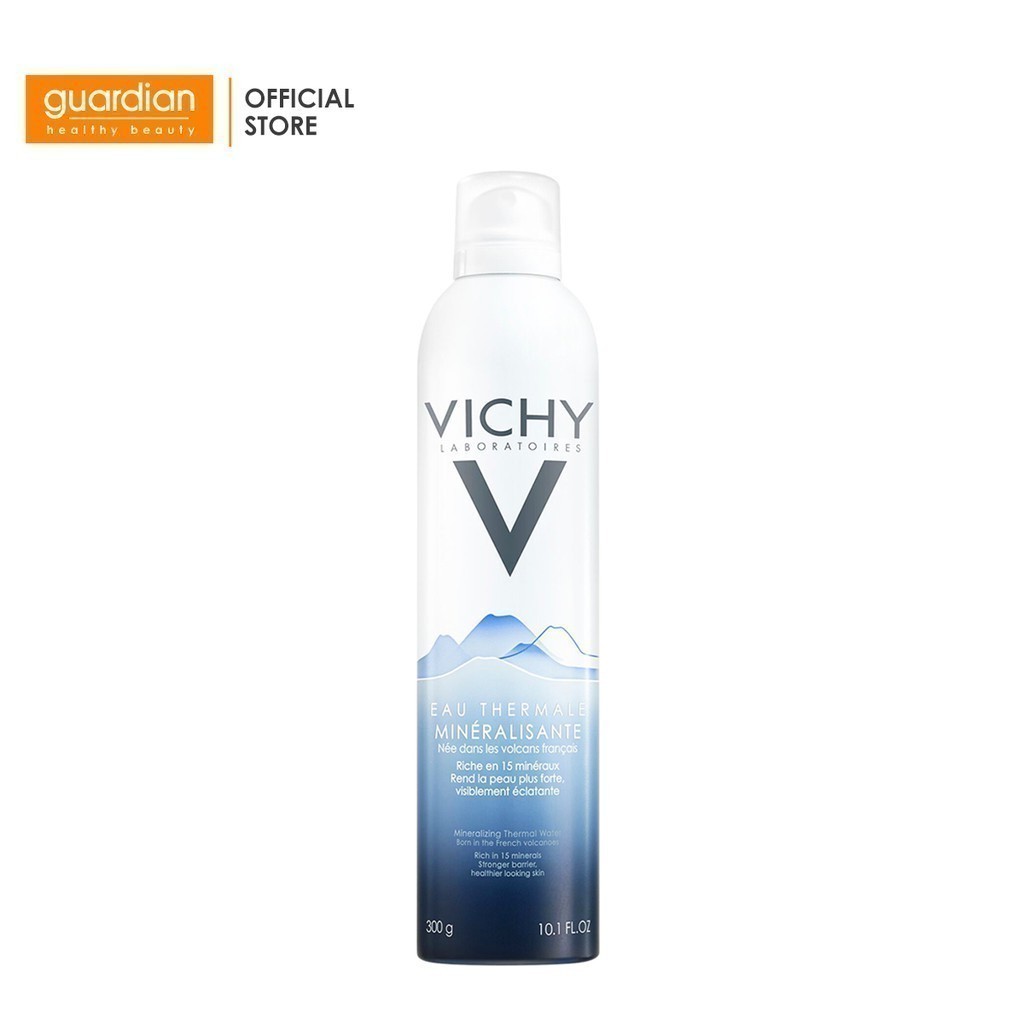 guardian
healthy beauty
OFFICIAL
STORE
VICHY
LABORATOIRES
V
EAU THERMALE
MINÉRALISANTE
Née dans les volcans français
Riche en 15 minéraux
Rend la peau plus forte,
visiblement éclatante
Mineralizing Thermal Water
Born in the French volcanoes
Rich in 15 minerals
Stronger barrier,
healthier looking skin
300 g
10.1 FL.OZ